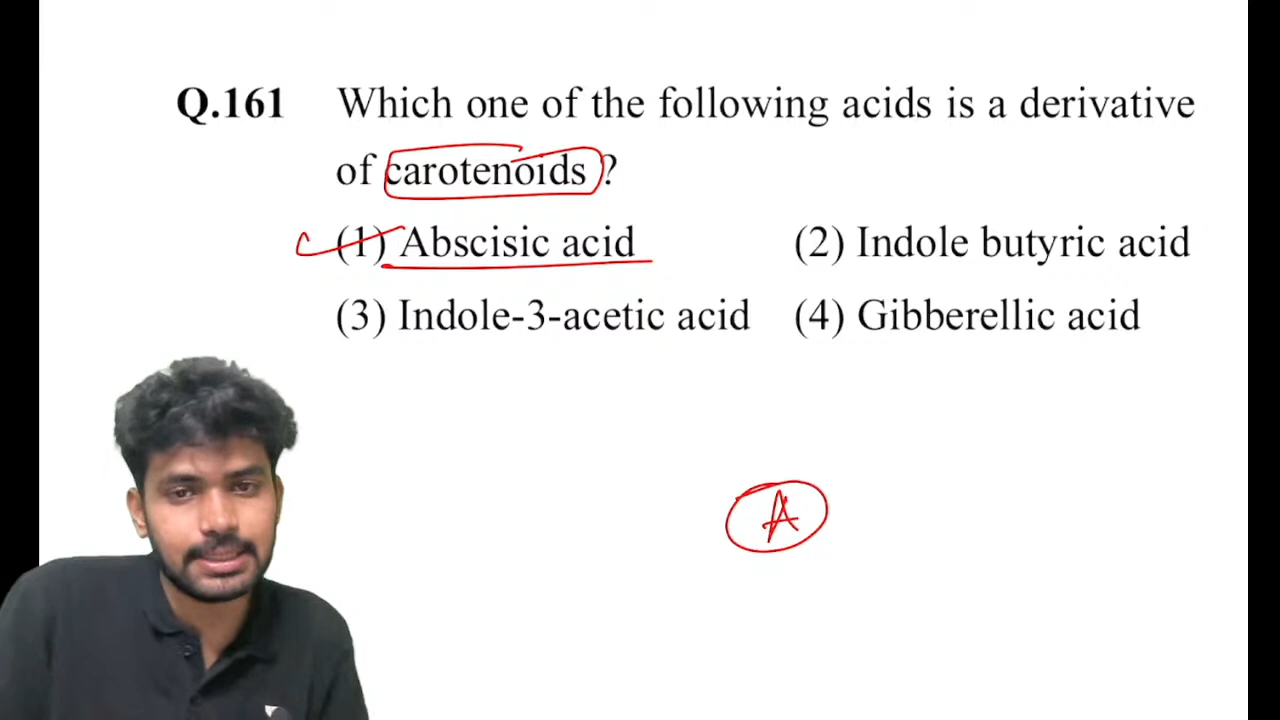 Q.161 Which one of the following acids is a derivative
of carotenoids ?
(1) Abscisic acid (2) Indole butyric acid
(3) Indole-3-acetic acid (4) Gibberellic acid
A